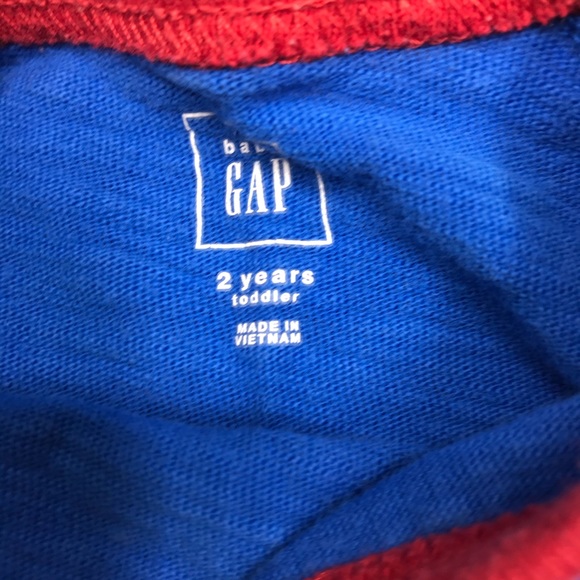 GAP
2 years
toddler
MADE IN
VIETNAM